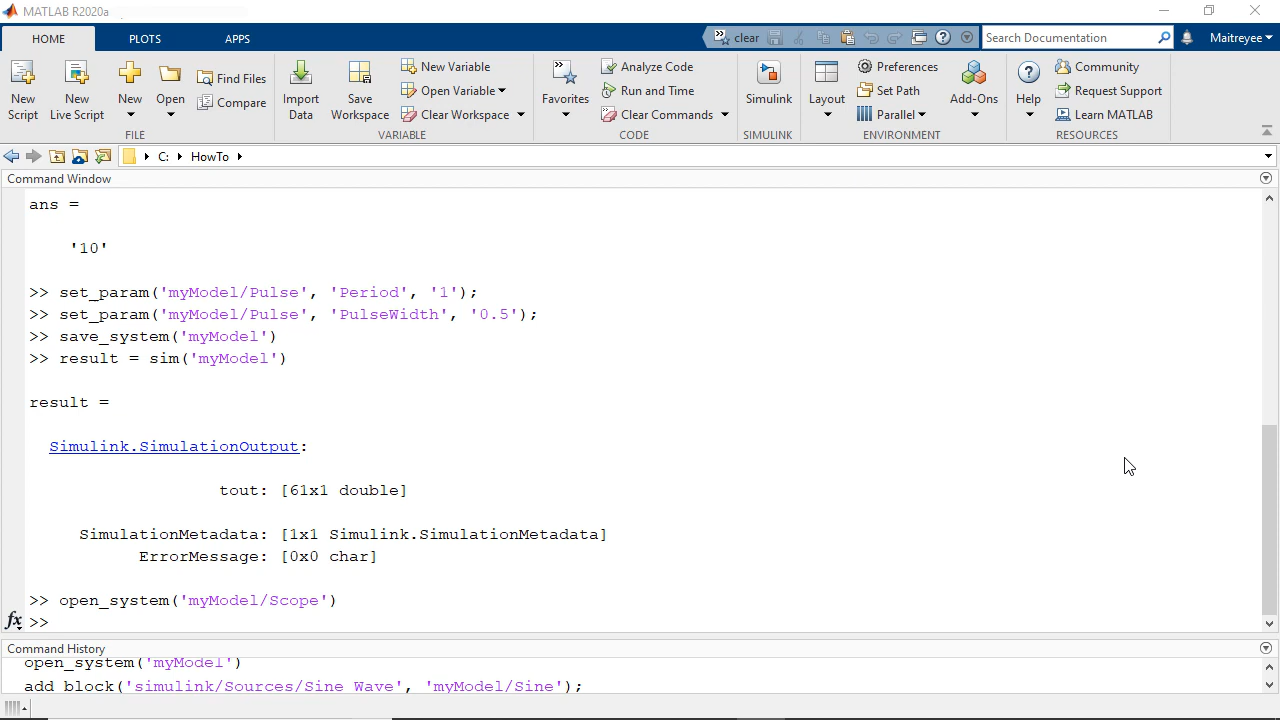 MATLAB R2020a
HOME PLOTS APPS clear Search Documentation Maitreyee
New Script
New Live Script
New
Open
Find Files
Compare
FILE
Import Data
Save Workspace
New Variable
Open Variable
Clear Workspace
VARIABLE
Favorites
Analyze Code
Run and Time
Clear Commands
CODE
Simulink
SIMULINK
Layout
Preferences
Set Path
Parallel
Add-Ons
ENVIRONMENT
Help
Community
Request Support
Learn MATLAB
RESOURCES
C: HowTo
Command Window
ans =
'10'
>> set_param('myModel/Pulse', 'Period', '1');
>> set_param('myModel/Pulse', 'PulseWidth', '0.5');
>> save_system('myModel')
>> result = sim('myModel')
result =
Simulink.SimulationOutput:
tout: [61x1 double]
SimulationMetadata: [1x1 Simulink.SimulationMetadata]
ErrorMessage: [0x0 char]
>> open_system('myModel/Scope')
fx >>
Command History
open_system('myModel')
add_block('simulink/Sources/Sine Wave', 'myModel/Sine');